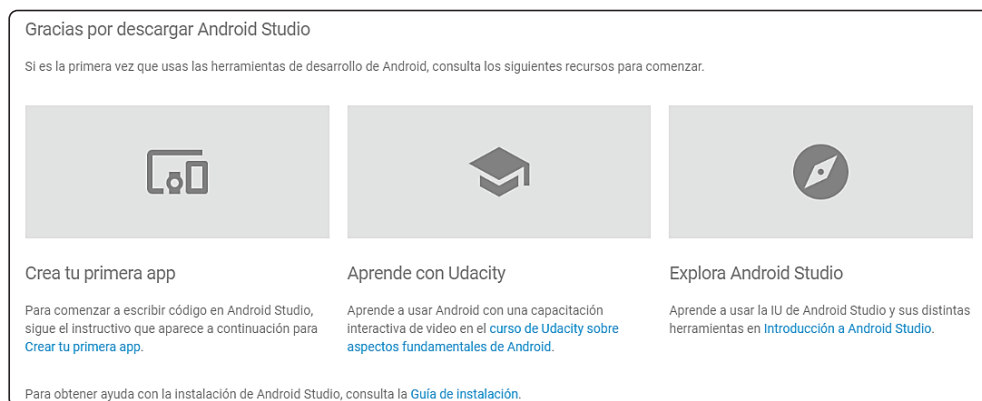 Gracias por descargar Android Studio
Si es la primera vez que usas las herramientas de desarrollo de Android, consulta los siguientes recursos para comenzar.
Crea tu primera app
Para comenzar a escribir código en Android Studio,
sigue el instructivo que aparece a continuación para
Crear tu primera app.
Aprende con Udacity
Aprende a usar Android con una capacitación
interactiva de video en el curso de Udacity sobre
aspectos fundamentales de Android.
Explora Android Studio
Aprende a usar la IU de Android Studio y sus distintas
herramientas en Introducción a Android Studio.
Para obtener ayuda con la instalación de Android Studio, consulta la Guía de instalación.